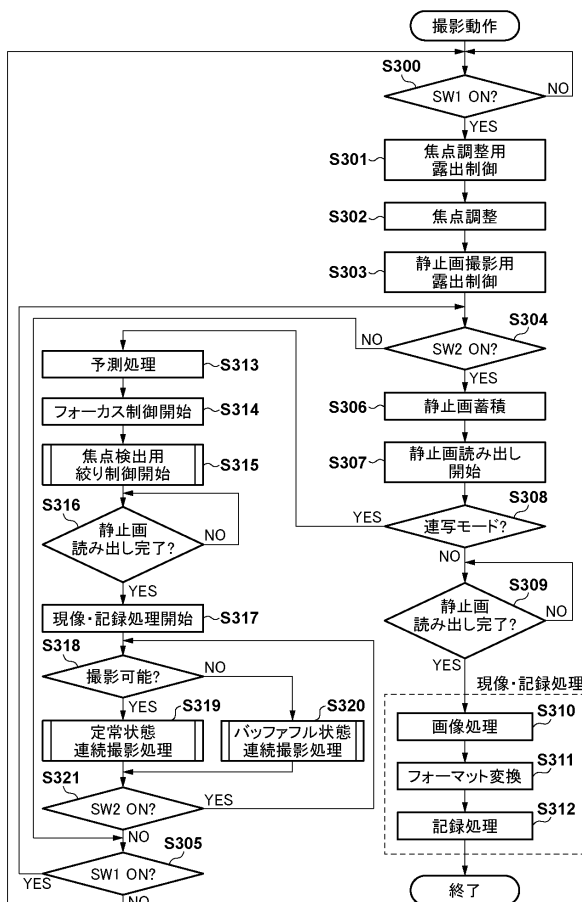 撮影動作
S300
SW1 ON?
NO
YES
S301
焦点調整用
露出制御
S302
焦点調整
S303
静止画撮影用
露出制御
S304
SW2 ON?
NO
YES
S306
静止画蓄積
S307
静止画読み出し
開始
S308
連写モード?
YES
NO
S309
静止画
読み出し完了?
NO
YES
現像・記録処理
画像処理
S310
フォーマット変換
S311
記録処理
S312
終了
予測処理
S313
フォーカス制御開始
S314
焦点検出用
絞り制御開始
S315
S316
静止画
読み出し完了?
NO
YES
現像・記録処理開始
S317
S318
撮影可能?
NO
YES
S319
定常状態
連続撮影処理
S320
バッファフル状態
連続撮影処理
S321
SW2 ON?
YES
NO
S305
SW1 ON?
YES
NO